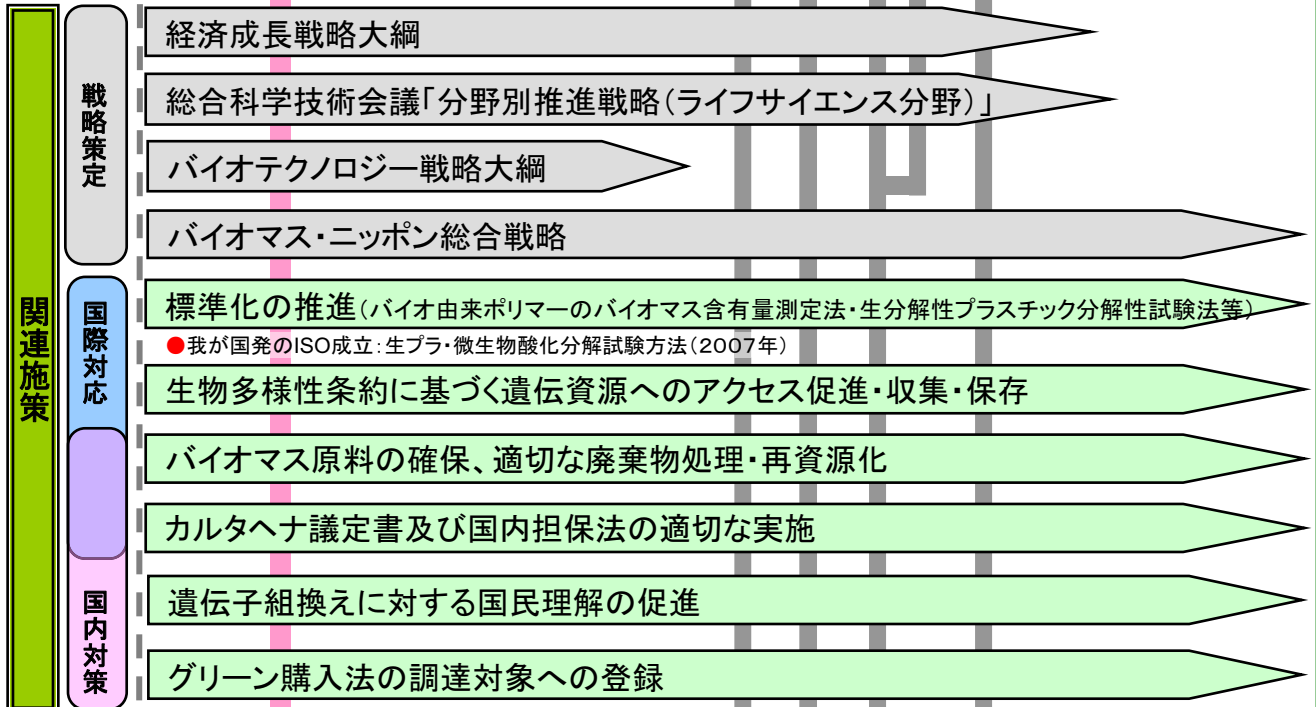 関連施策
戦略策定
経済成長戦略大綱
総合科学技術会議「分野別推進戦略(ライフサイエンス分野)」
バイオテクノロジー戦略大綱
バイオマス・ニッポン総合戦略
国際対応
標準化の推進(バイオ由来ポリマーのバイオマス含有量測定法・生分解性プラスチック分解性試験法等)
●我が国発のISO成立:生プラ・微生物酸化分解試験方法(2007年)
生物多様性条約に基づく遺伝資源へのアクセス促進・収集・保存
バイオマス原料の確保、適切な廃棄物処理・再資源化
カルタヘナ議定書及び国内担保法の適切な実施
国内対策
遺伝子組換えに対する国民理解の促進
グリーン購入法の調達対象への登録